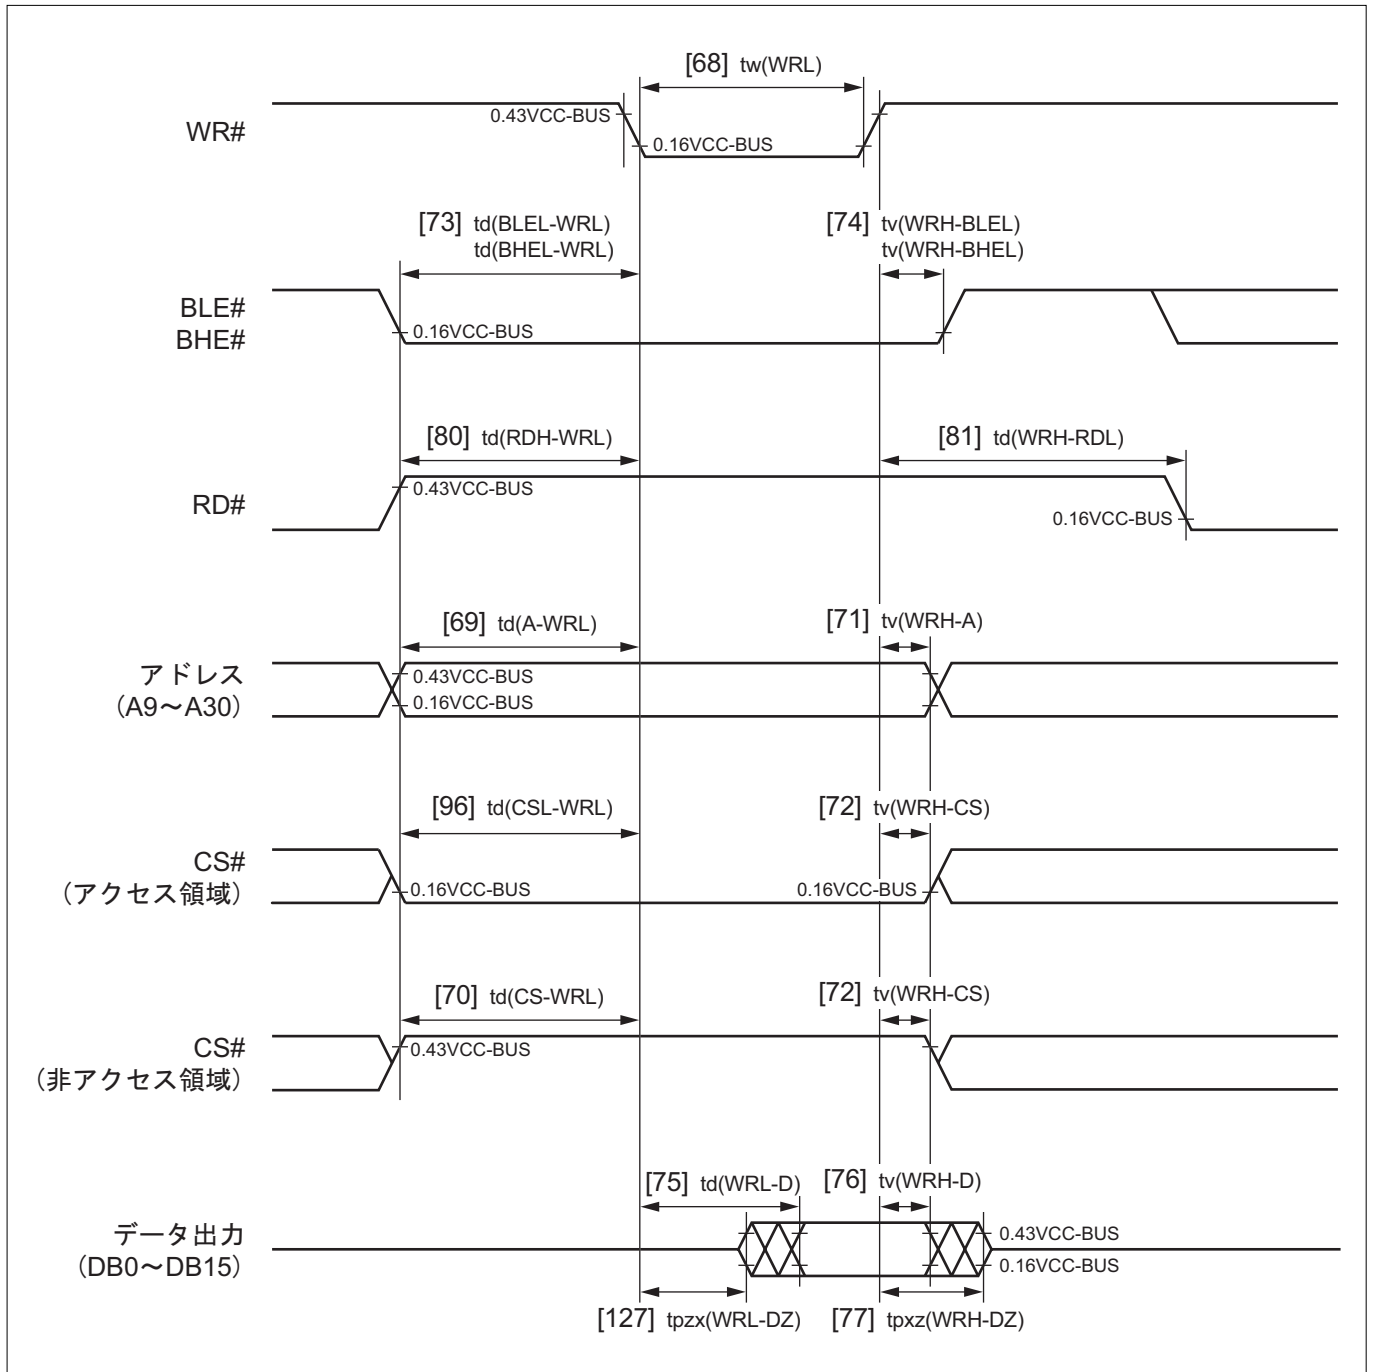 [68] tw(WRL)
WR#
0.43VCC-BUS
0.16VCC-BUS
[73] td(BLEL-WRL)
td(BHEL-WRL)
[74] tv(WRH-BLEL)
tv(WRH-BHEL)
BLE#
BHE#
0.16VCC-BUS
[80] td(RDH-WRL)
[81] td(WRH-RDL)
RD#
0.43VCC-BUS
0.16VCC-BUS
[69] td(A-WRL)
[71] tv(WRH-A)
アドレス
（A9～A30）
0.43VCC-BUS
0.16VCC-BUS
[96] td(CSL-WRL)
[72] tv(WRH-CS)
CS#
（アクセス領域）
0.16VCC-BUS
0.16VCC-BUS
[70] td(CS-WRL)
[72] tv(WRH-CS)
CS#
（非アクセス領域）
0.43VCC-BUS
[75] td(WRL-D)
[76] tv(WRH-D)
データ出力
（DB0～DB15）
0.43VCC-BUS
0.16VCC-BUS
[127] tpzx(WRL-DZ)
[77] tpxz(WRH-DZ)